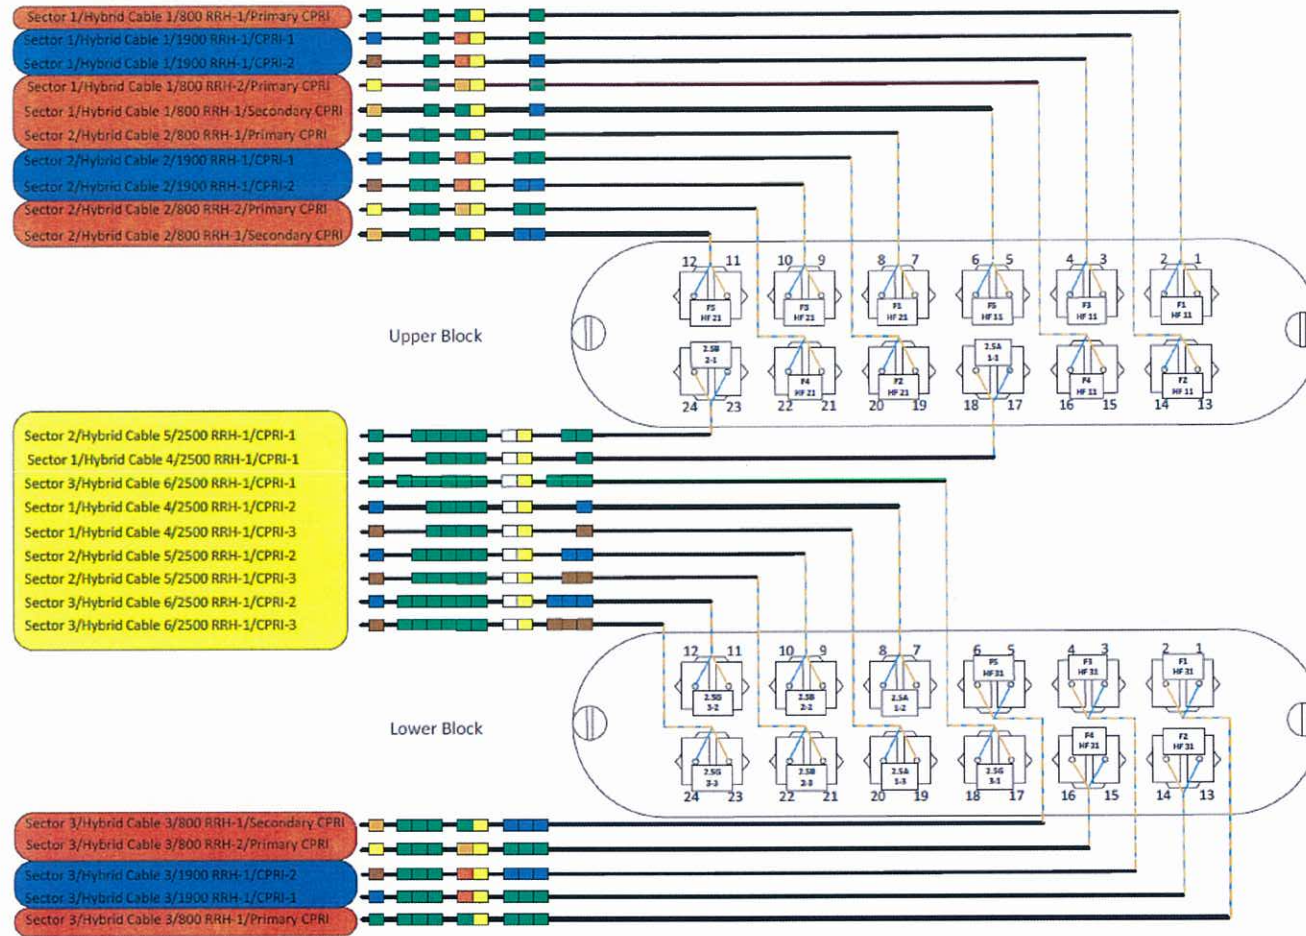 Sector 1/Hybrid Cable 1/800 RRH-1/Primary CPRI
Sector 1/Hybrid Cable 1/1900 RRH-1/CPRI-1
Sector 1/Hybrid Cable 1/1900 RRH-1/CPRI-2
Sector 1/Hybrid Cable 1/800 RRH-2/Primary CPRI
Sector 1/Hybrid Cable 1/800 RRH-1/Secondary CPRI
Sector 2/Hybrid Cable 2/800 RRH-1/Primary CPRI
Sector 2/Hybrid Cable 2/1900 RRH-1/CPRI-1
Sector 2/Hybrid Cable 2/1900 RRH-1/CPRI-2
Sector 2/Hybrid Cable 2/800 RRH-2/Primary CPRI
Sector 2/Hybrid Cable 2/800 RRH-1/Secondary CPRI
12 11 10 9 8 7 6 5 4 3 2 1
F5 F3 F1 F5 F3 F1
HF 21 HF 21 HF 21 HF 11 HF 11 HF 11
Upper Block
2.5B 2.5A
2-1 1-1
F4 F2 F4 F2
HF 21 HF 21 HF 11 HF 11
24 23 22 21 20 19 18 17 16 15 14 13
Sector 2/Hybrid Cable 5/2500 RRH-1/CPRI-1
Sector 1/Hybrid Cable 4/2500 RRH-1/CPRI-1
Sector 3/Hybrid Cable 6/2500 RRH-1/CPRI-1
Sector 1/Hybrid Cable 4/2500 RRH-1/CPRI-2
Sector 1/Hybrid Cable 4/2500 RRH-1/CPRI-3
Sector 2/Hybrid Cable 5/2500 RRH-1/CPRI-2
Sector 2/Hybrid Cable 5/2500 RRH-1/CPRI-3
Sector 3/Hybrid Cable 6/2500 RRH-1/CPRI-2
Sector 3/Hybrid Cable 6/2500 RRH-1/CPRI-3
12 11 10 9 8 7 6 5 4 3 2 1
F5 F3 F1
HF 31 HF 31 HF 31
2.5G 2.5B 2.5A
3-2 2-2 1-2
Lower Block
F4 F2
HF 31 HF 31
2.5G 2.5B 2.5A 2.5G
3-3 2-3 1-3 3-1
24 23 22 21 20 19 18 17 16 15 14 13
Sector 3/Hybrid Cable 3/800 RRH-1/Secondary CPRI
Sector 3/Hybrid Cable 3/800 RRH-2/Primary CPRI
Sector 3/Hybrid Cable 3/1900 RRH-1/CPRI-2
Sector 3/Hybrid Cable 3/1900 RRH-1/CPRI-1
Sector 3/Hybrid Cable 3/800 RRH-1/Primary CPRI